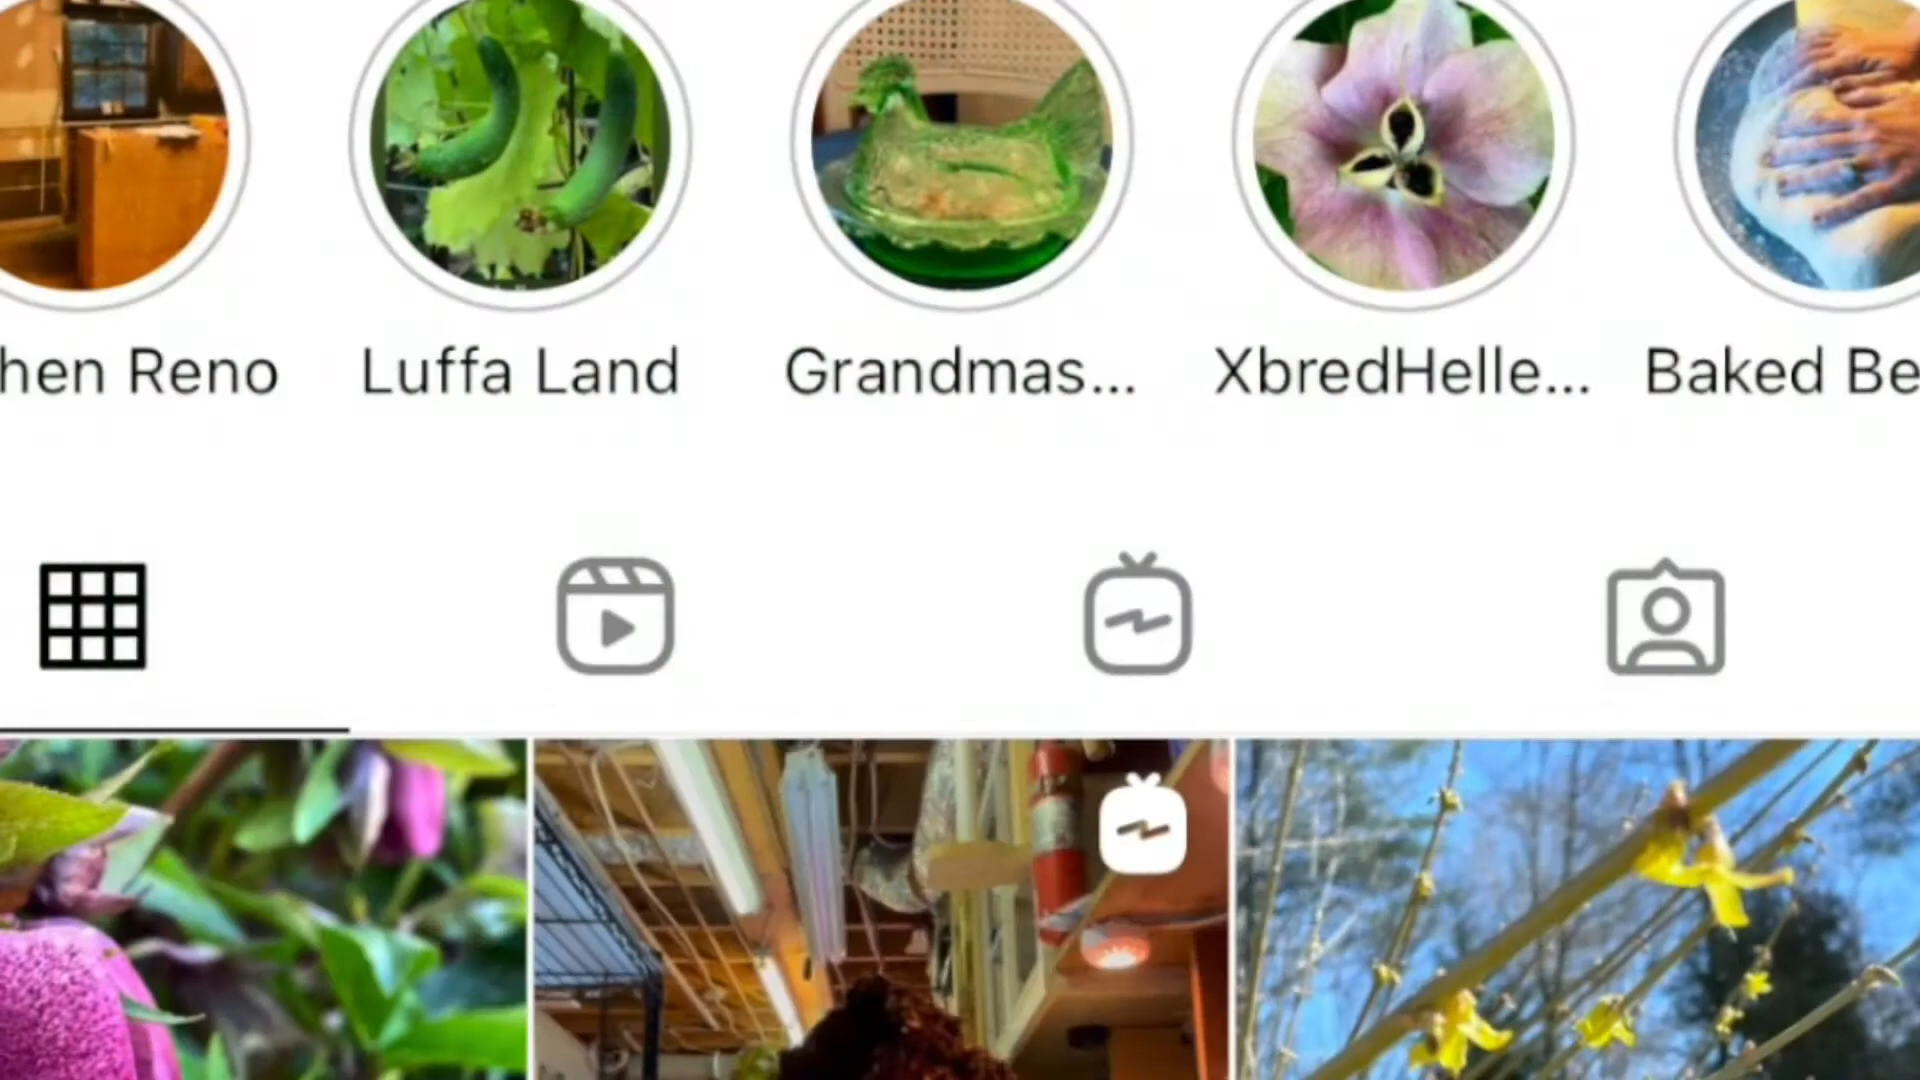 hen Reno
Luffa Land
Grandmas...
XbredHelle...
Baked Be